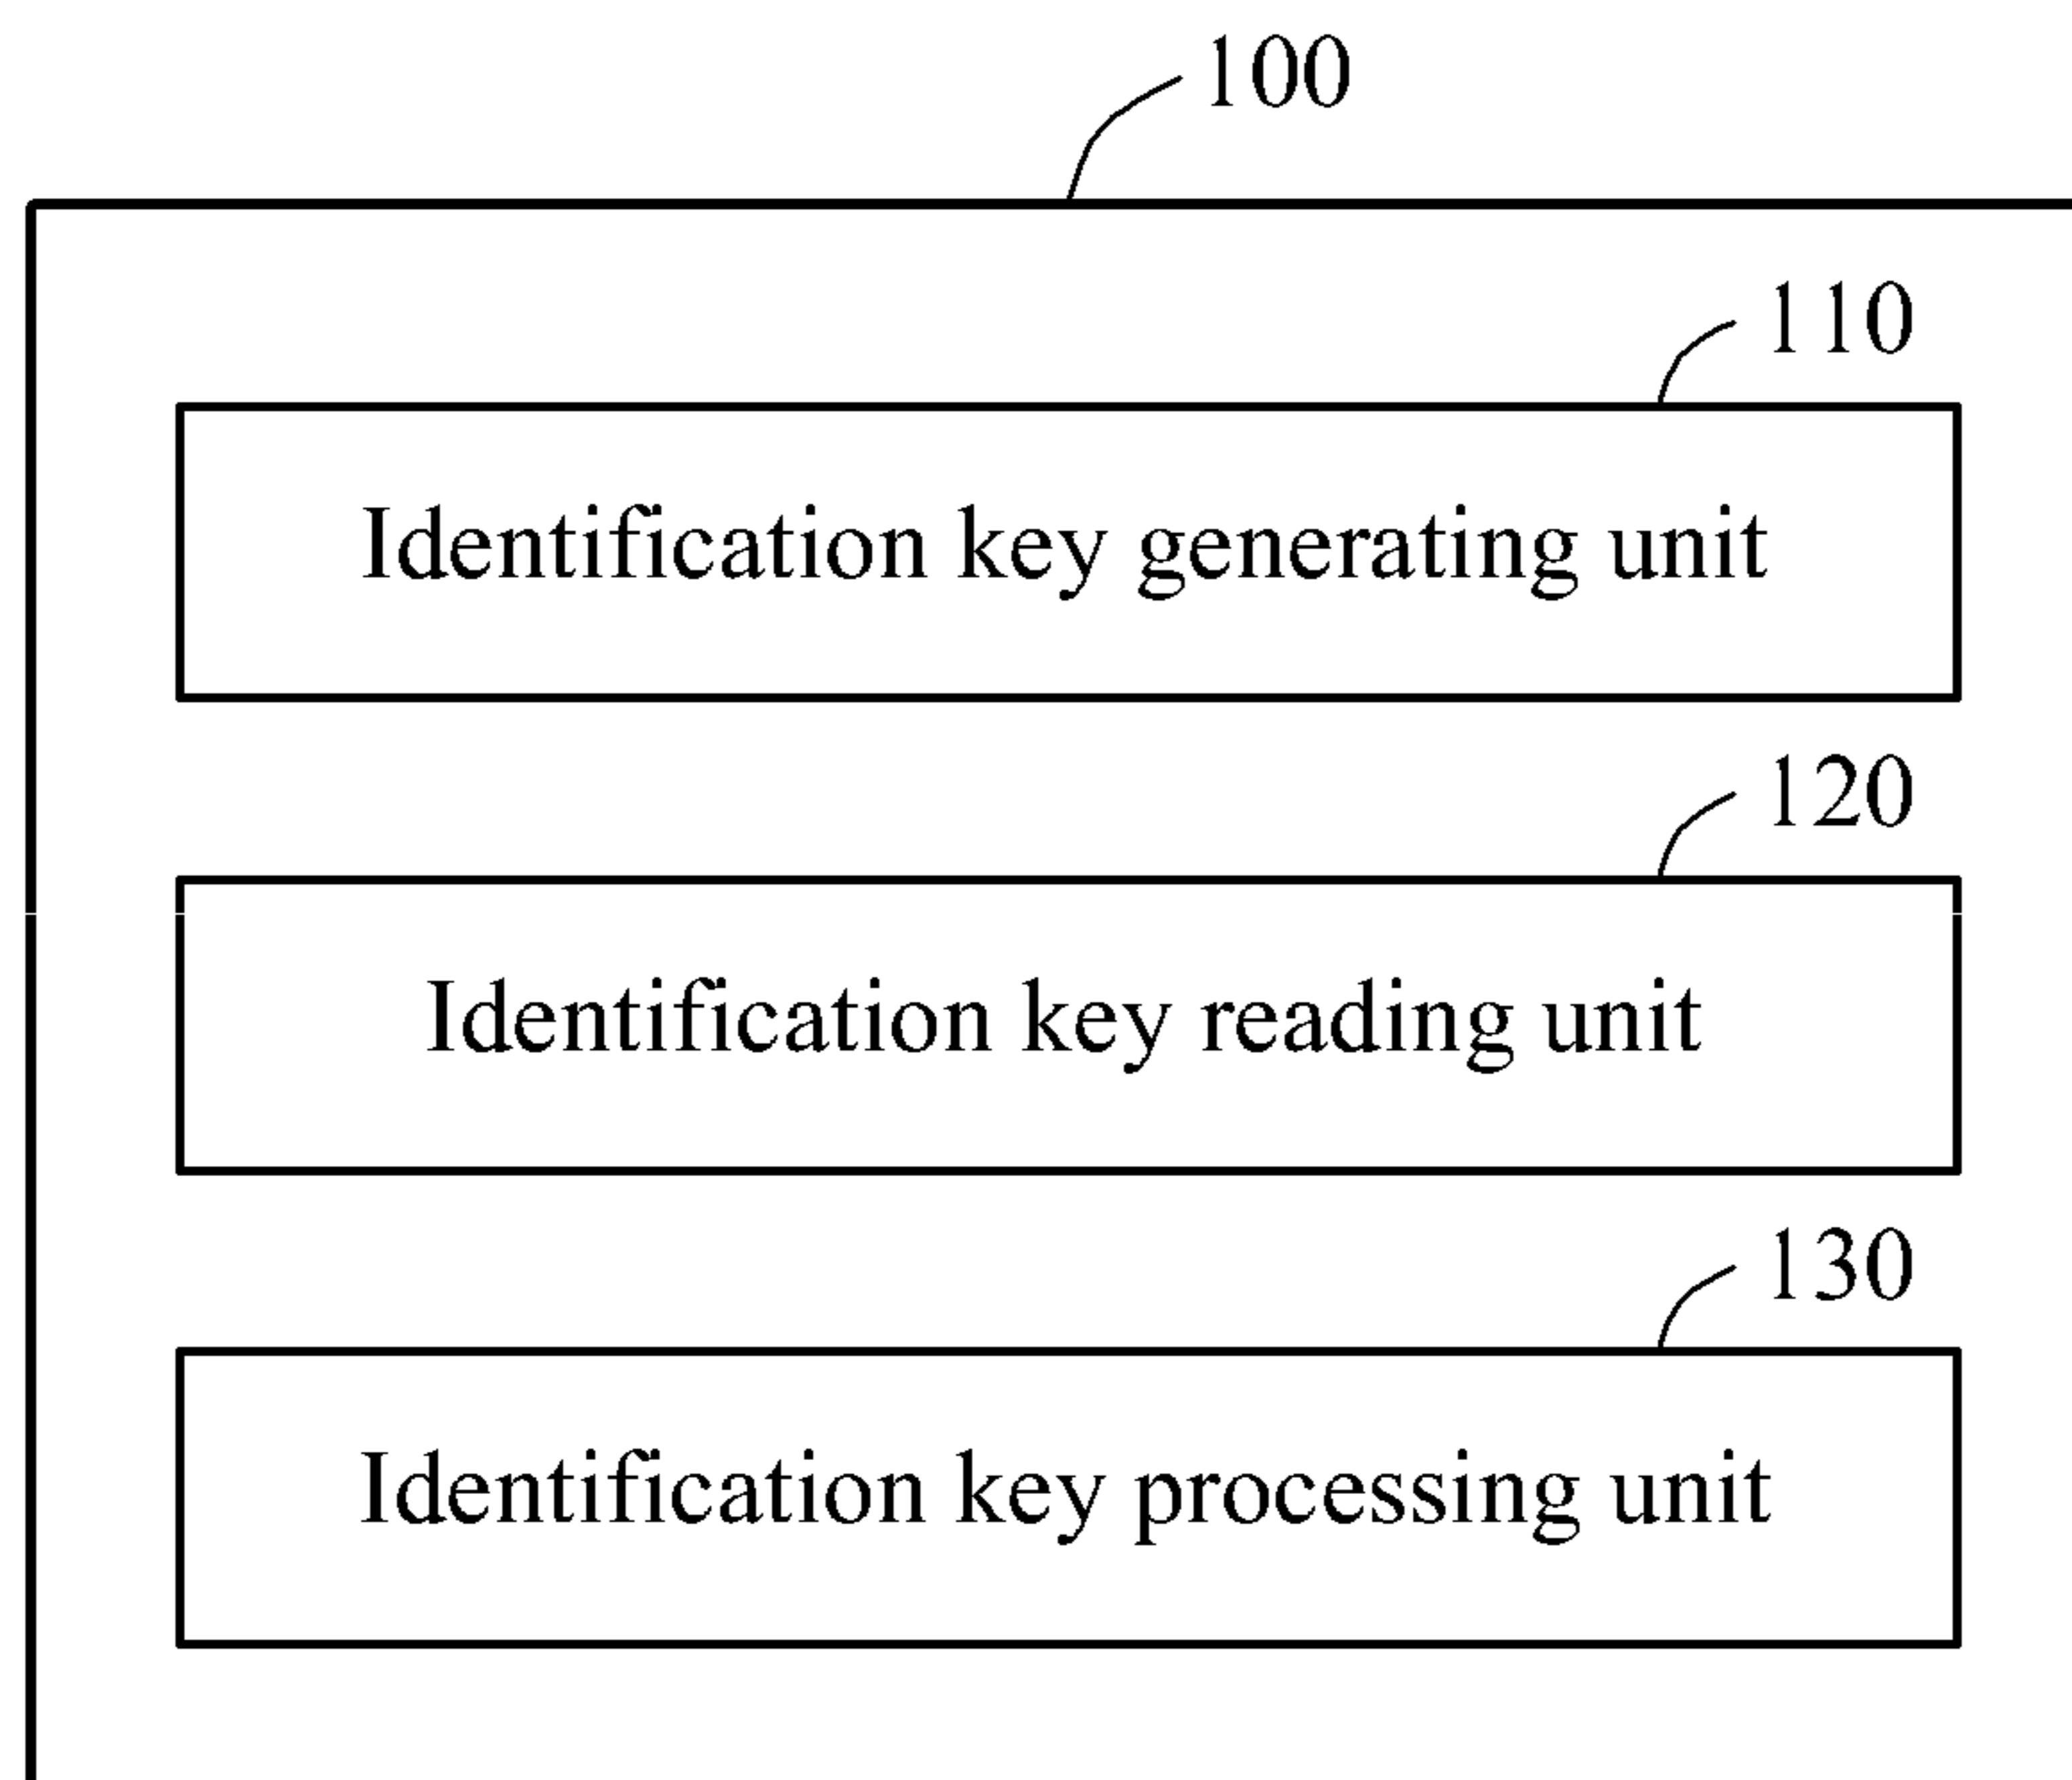 100
110
Identification key generating unit
120
Identification key reading unit
130
Identification key processing unit